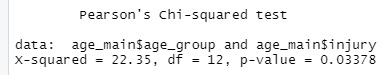 Pearson's Chi-squared test
data:  age_main$age_group and age_main$injury
X-squared = 22.35, df = 12, p-value = 0.03378